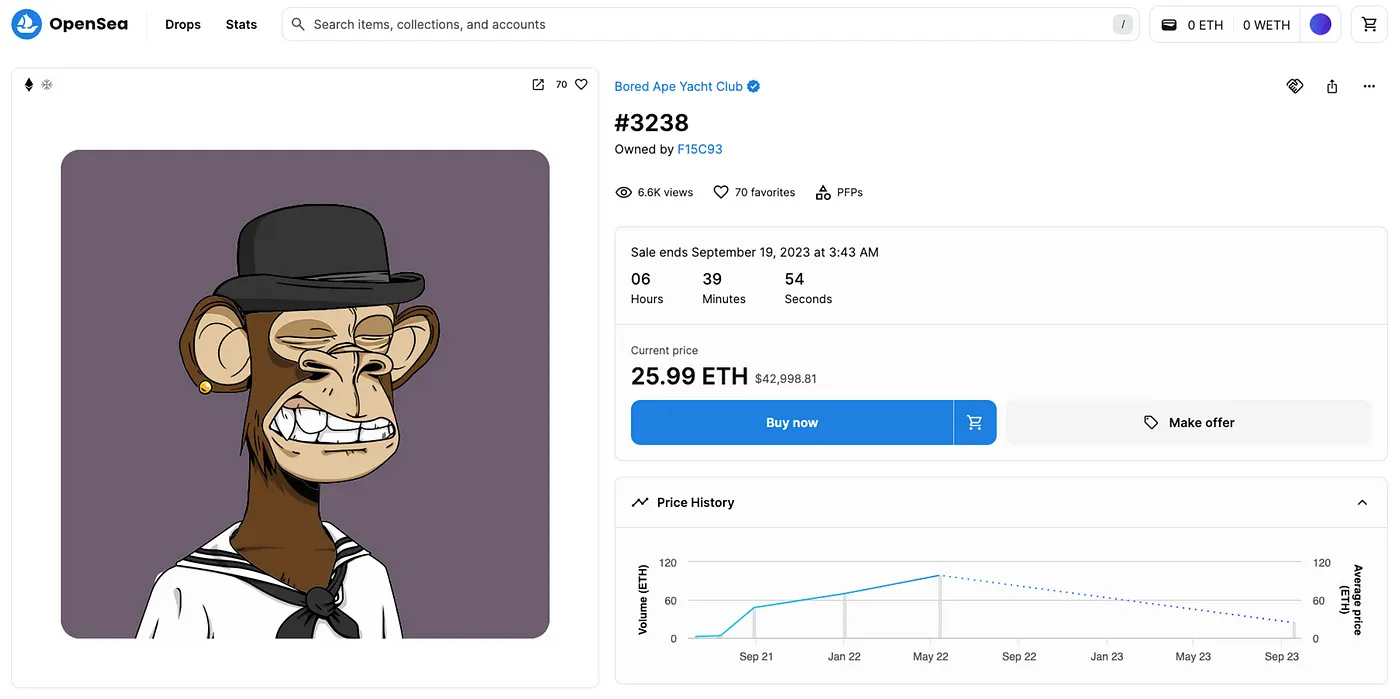 OpenSea
Drops
Stats
Search items, collections, and accounts
/
0 ETH
0 WETH
70
Bored Ape Yacht Club
#3238
Owned by F15C93
6.6K views
70 favorites
PFPs
Sale ends September 19, 2023 at 3:43 AM
06 39 54
Hours Minutes Seconds
Current price
25.99 ETH $42,998.81
Buy now
Make offer
Price History
Volume (ETH)
120
60
0
120
60
0
Average price
(ETH)
Sep 21 Jan 22 May 22 Sep 22 Jan 23 May 23 Sep 23